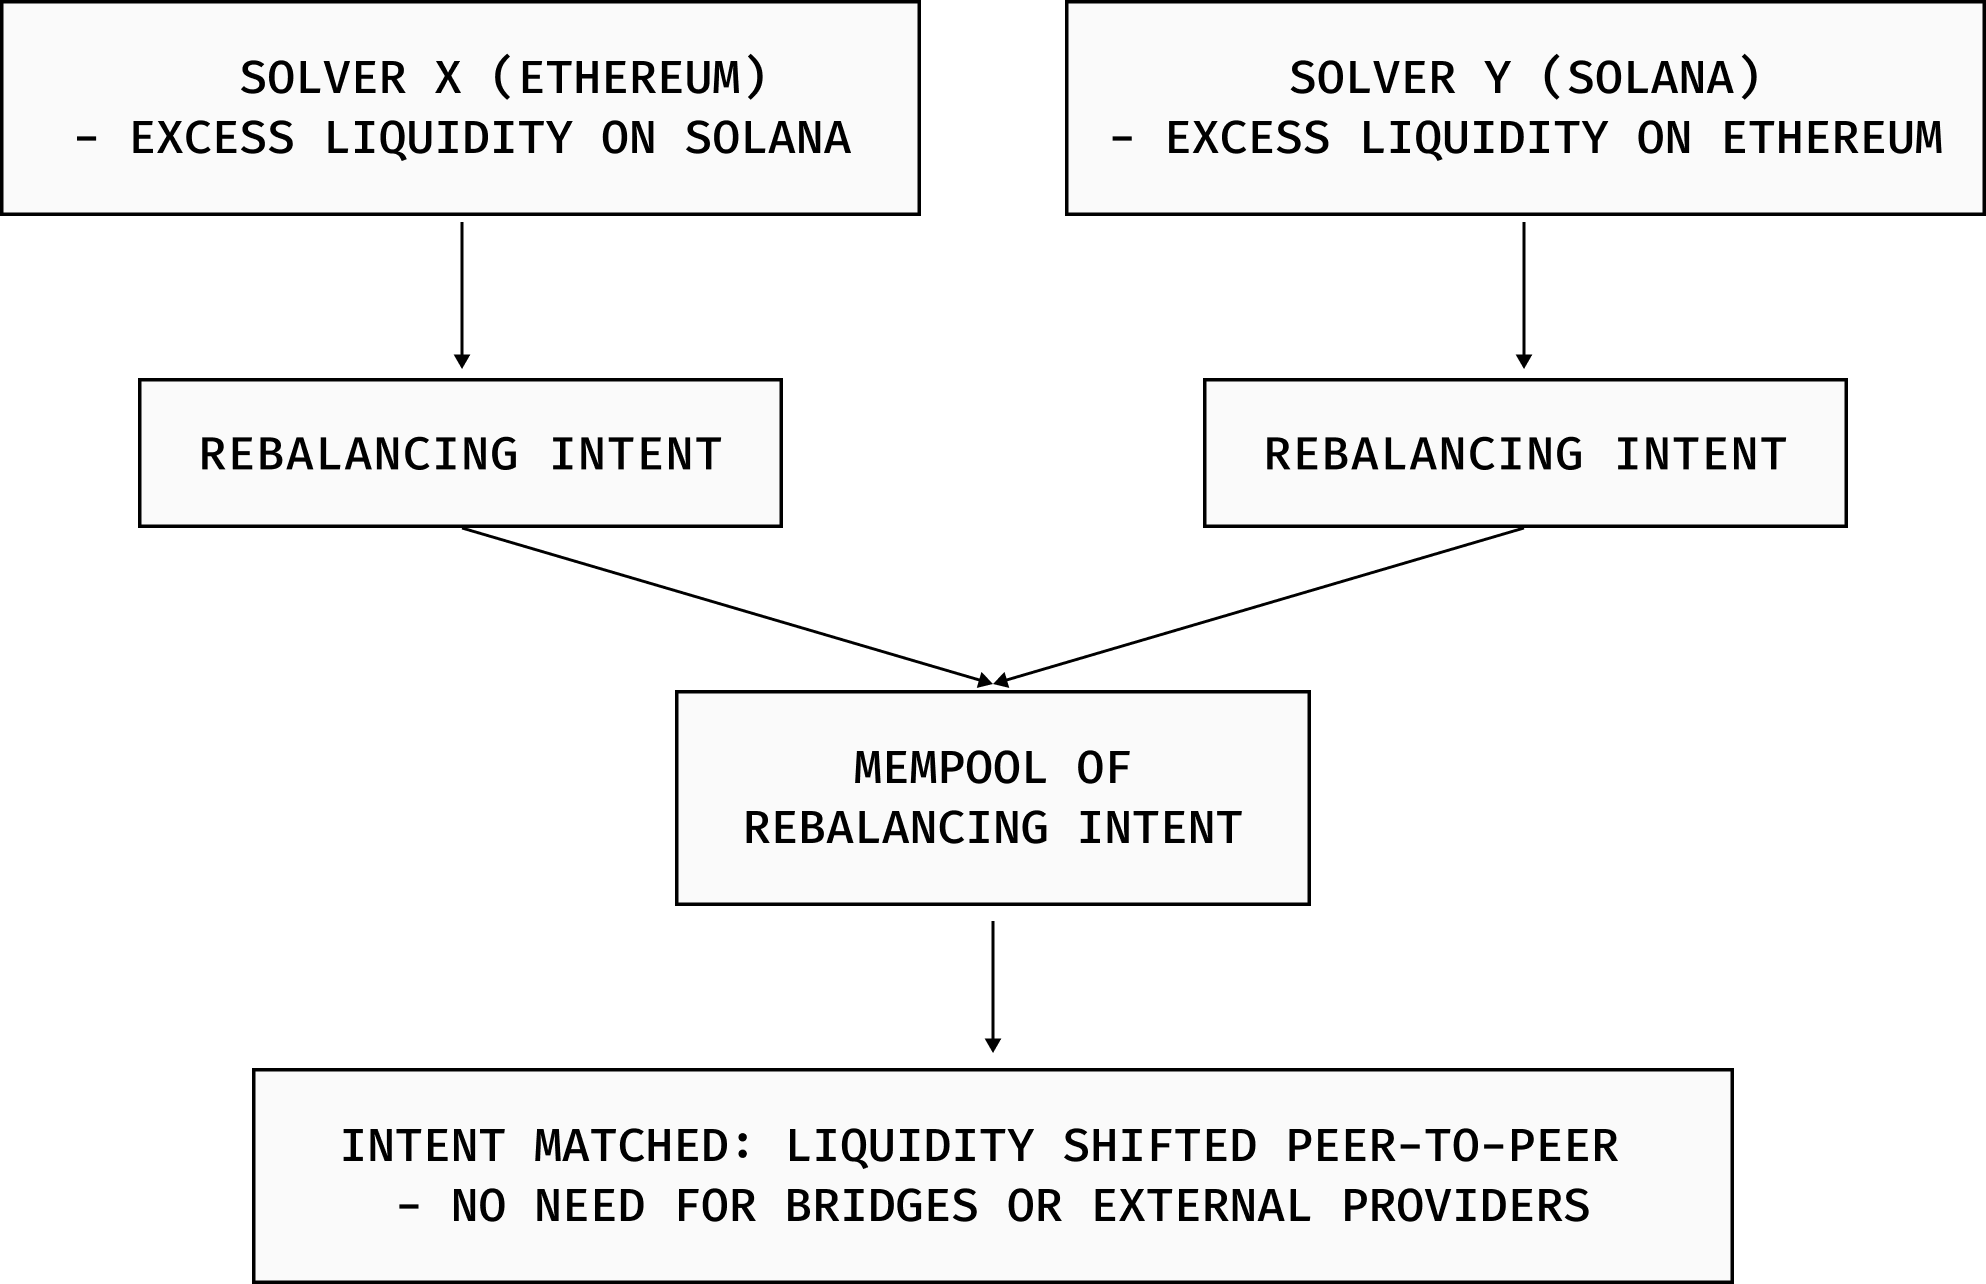 SOLVER X (ETHEREUM)
- EXCESS LIQUIDITY ON SOLANA
SOLVER Y (SOLANA)
- EXCESS LIQUIDITY ON ETHEREUM
REBALANCING INTENT
REBALANCING INTENT
MEMPOOL OF
REBALANCING INTENT
INTENT MATCHED: LIQUIDITY SHIFTED PEER-TO-PEER
- NO NEED FOR BRIDGES OR EXTERNAL PROVIDERS